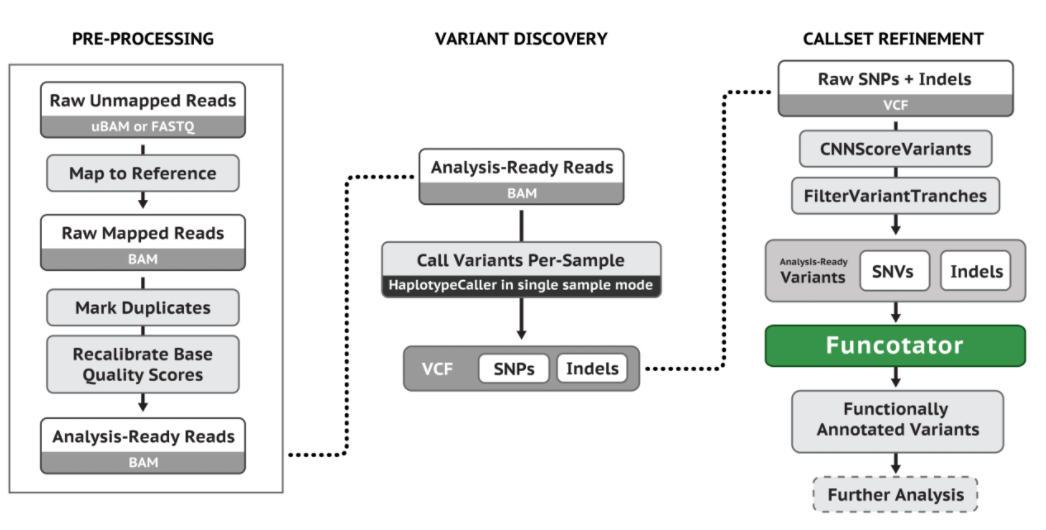 PRE-PROCESSING
Raw Unmapped Reads
uBAM or FASTQ
Map to Reference
Raw Mapped Reads
BAM
Mark Duplicates
Recalibrate Base
Quality Scores
Analysis-Ready Reads
BAM
VARIANT DISCOVERY
Analysis-Ready Reads
BAM
Call Variants Per-Sample
HaplotypeCaller in single sample mode
VCF SNPs Indels
CALLSET REFINEMENT
Raw SNPs + Indels
VCF
CNNScoreVariants
FilterVariantTranches
Analysis-Ready
Variants SNVs Indels
Funcotator
Functionally
Annotated Variants
Further Analysis